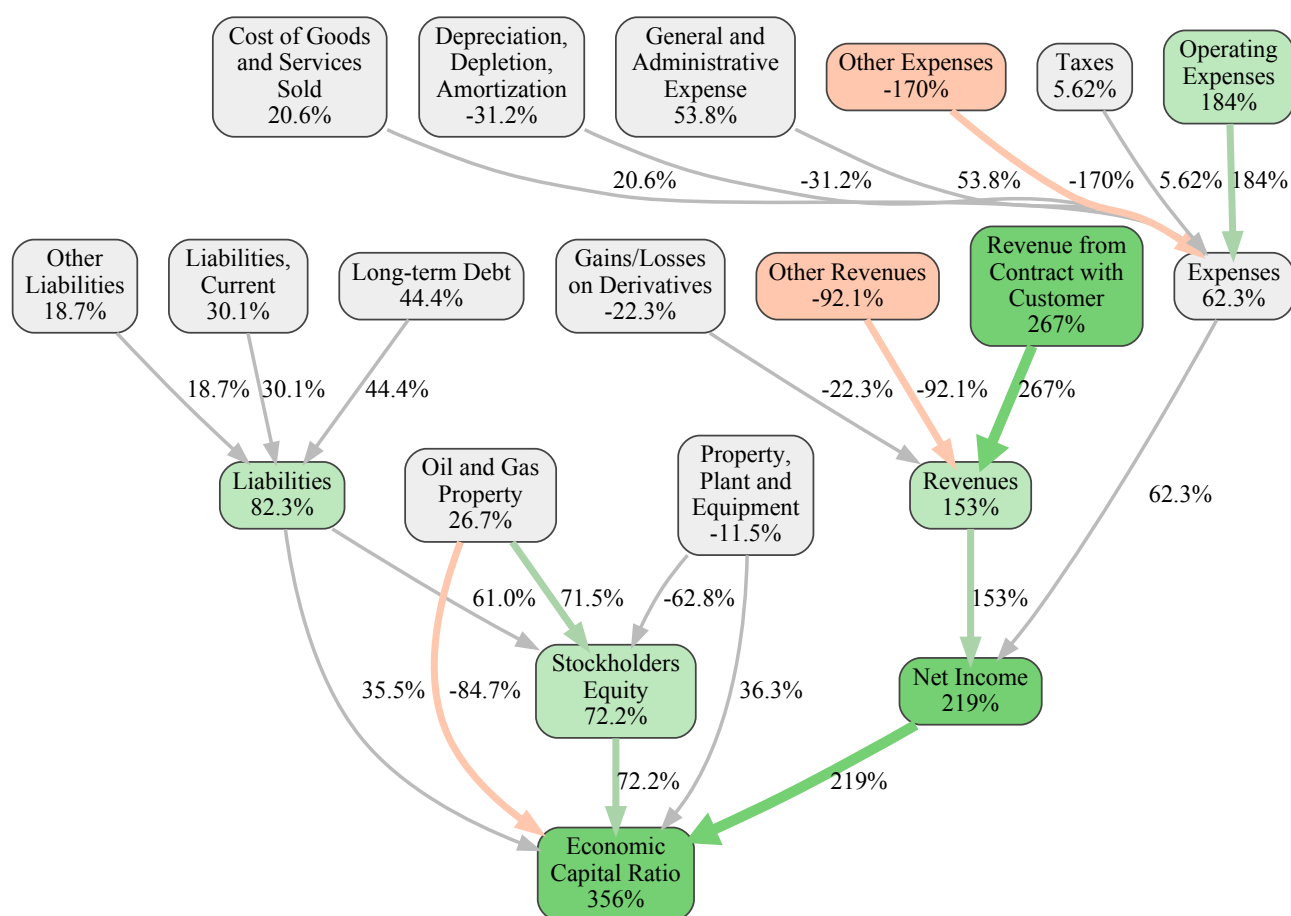 Cost of Goods
and Services
Sold
20.6%
Depreciation,
Depletion,
Amortization
-31.2%
General and
Administrative
Expense
53.8%
Other Expenses
-170%
Taxes
5.62%
Operating
Expenses
184%
20.6%
-31.2%
53.8%
-170%
5.62%
184%
Other
Liabilities
18.7%
Liabilities,
Current
30.1%
Long-term Debt
44.4%
Gains/Losses
on Derivatives
-22.3%
Other Revenues
-92.1%
Revenue from
Contract with
Customer
267%
Expenses
62.3%
18.7%
30.1%
44.4%
-22.3%
-92.1%
267%
Liabilities
82.3%
Oil and Gas
Property
26.7%
Property,
Plant and
Equipment
-11.5%
Revenues
153%
62.3%
61.0%
71.5%
-62.8%
153%
Stockholders
Equity
72.2%
Net Income
219%
35.5%
-84.7%
36.3%
72.2%
219%
Economic
Capital Ratio
356%